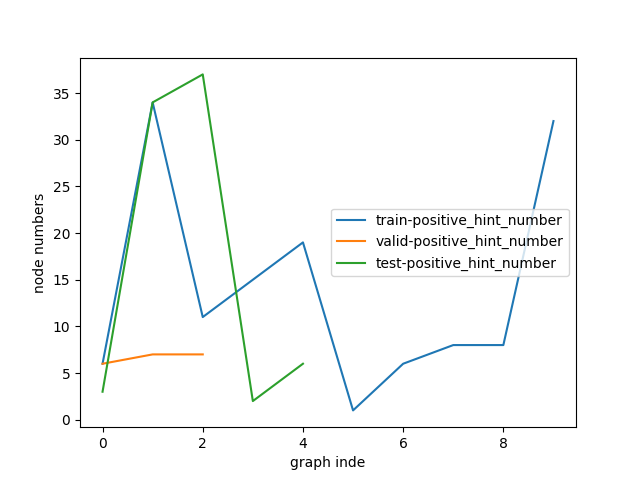 35
30
25
20
15
10
5
0
node numbers
train-positive_hint_number
valid-positive_hint_number
test-positive_hint_number
0 2 4 6 8
graph inde